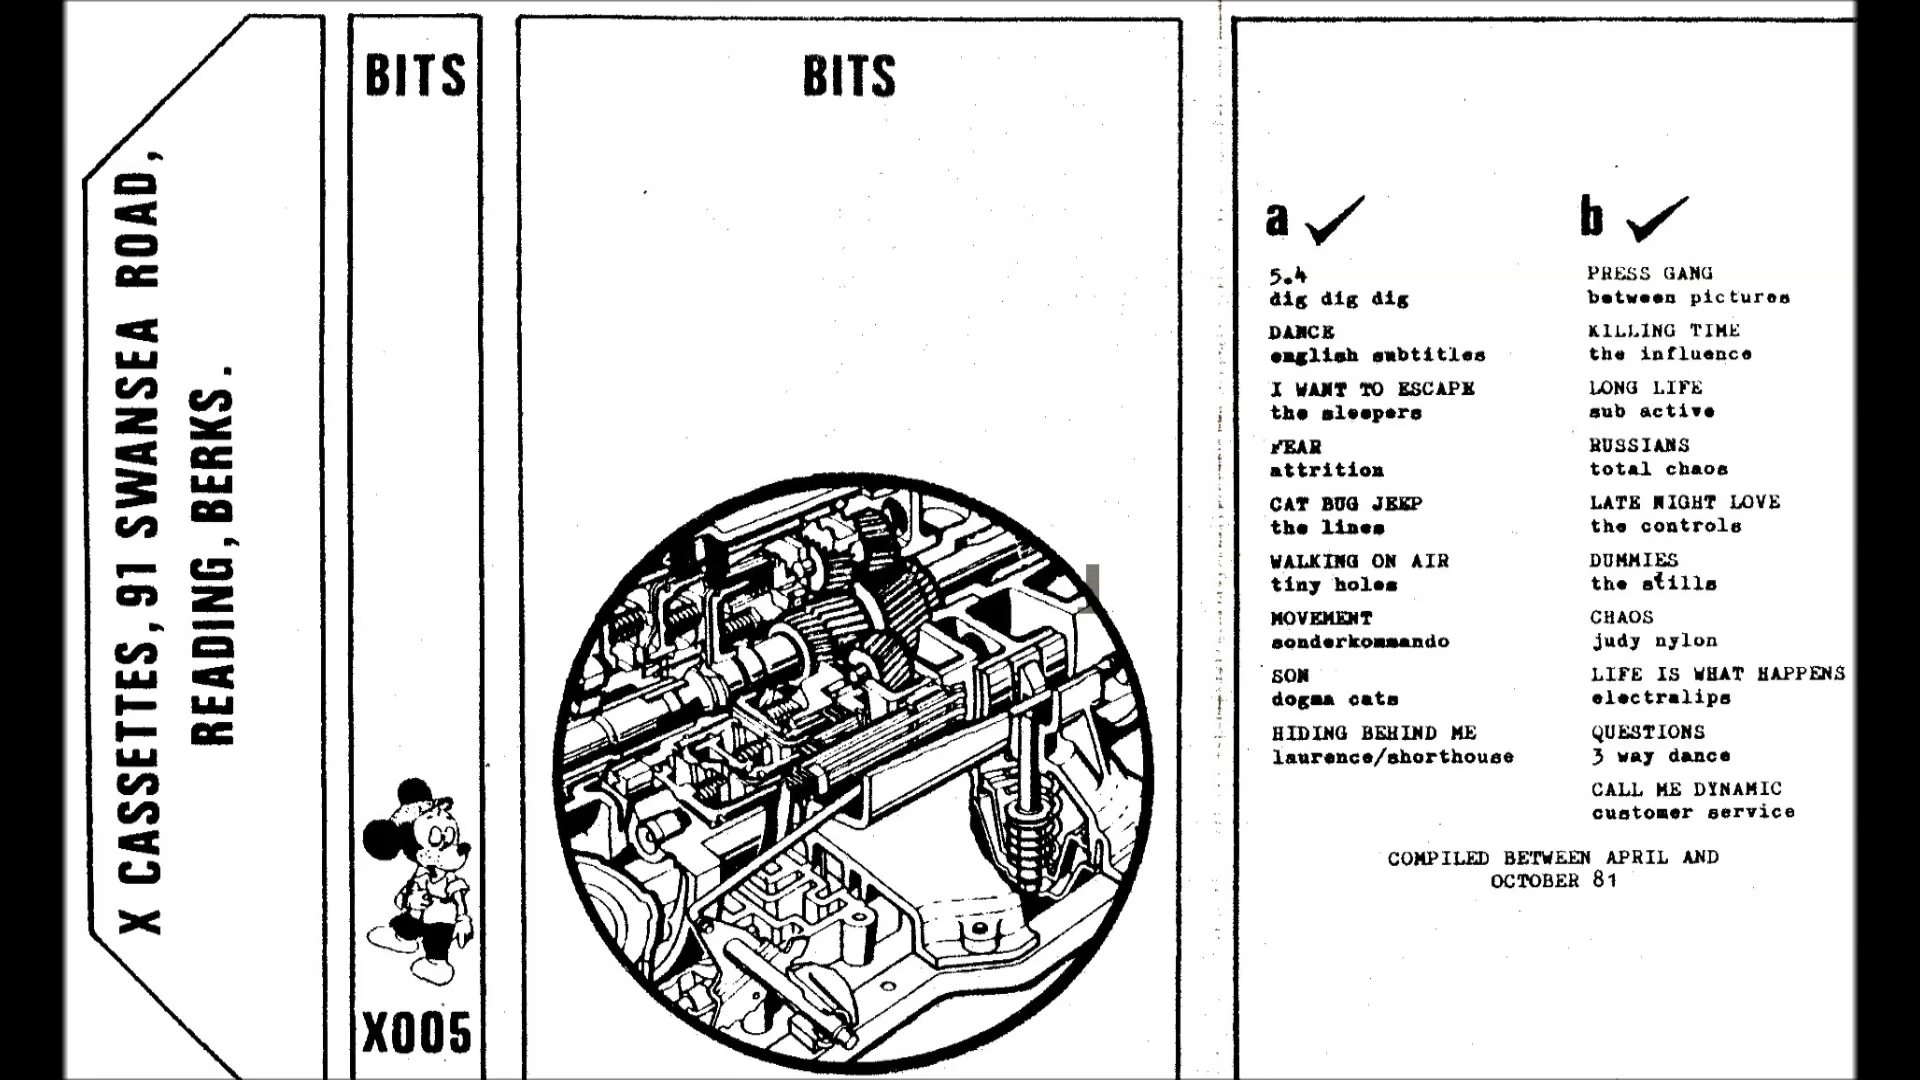 X CASSETTES, 91 SWANSEA ROAD,
READING, BERKS.
BITS
X005
BITS
a
5.4
dig dig dig
DANCE
english subtitles
I WANT TO ESCAPE
the sleepers
FEAR
attrition
CAT BUG JEEP
the lines
WALKING ON AIR
tiny holes
MOVEMENT
sonderkommando
SON
dogma cats
HIDING BEHIND ME
laurence/shorthouse
b
PRESS GANG
between pictures
KILLING TIME
the influence
LONG LIFE
sub active
RUSSIANS
total chaos
LATE NIGHT LOVE
the controls
DUMMIES
the stills
CHAOS
judy nylon
LIFE IS WHAT HAPPENS
electralips
QUESTIONS
3 way dance
CALL ME DYNAMIC
customer service
COMPILED BETWEEN APRIL AND
OCTOBER 81